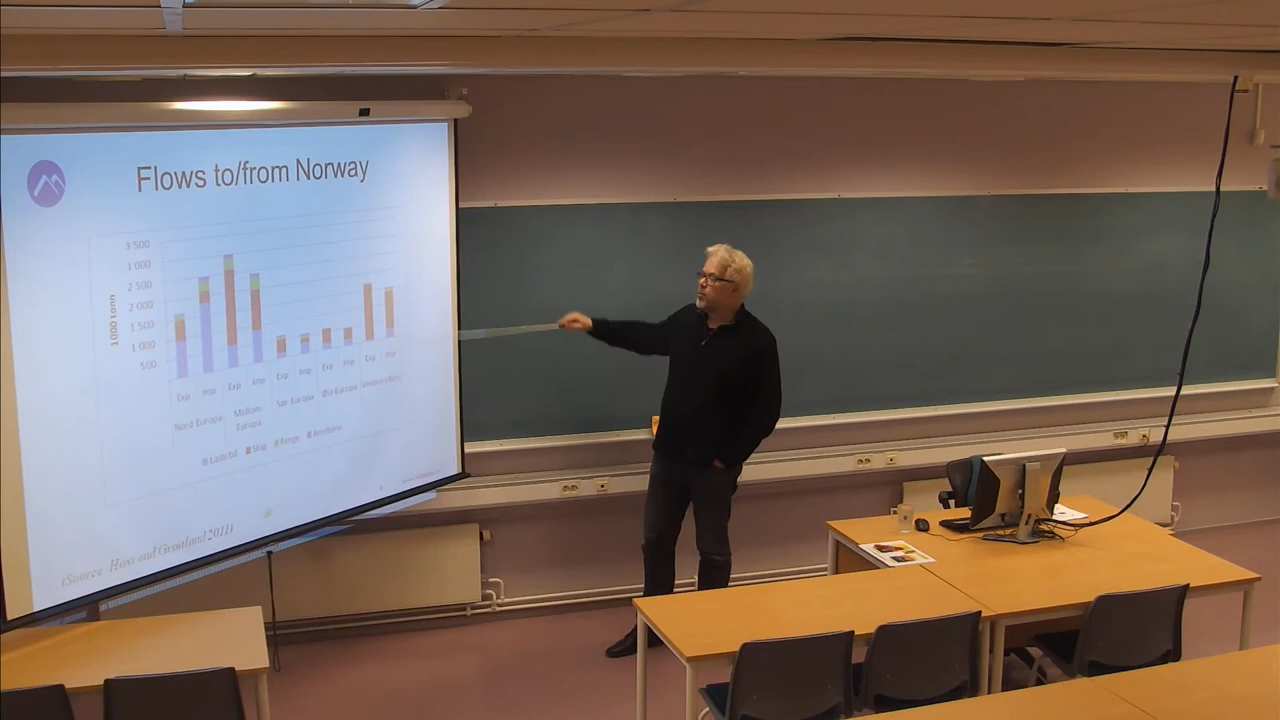 Flows to/from Norway
3 500
3 000
2 500
2 000
1 500
1 000
500
1000 tonn
Exp Imp Exp Imp Exp Imp Exp Imp Exp Imp
Nord-Europa Mellom-Europa Sør-Europa Øst-Europa
Lastebil Skip Ferge Jernbane
(Source: Hovi and Grønland 2011)